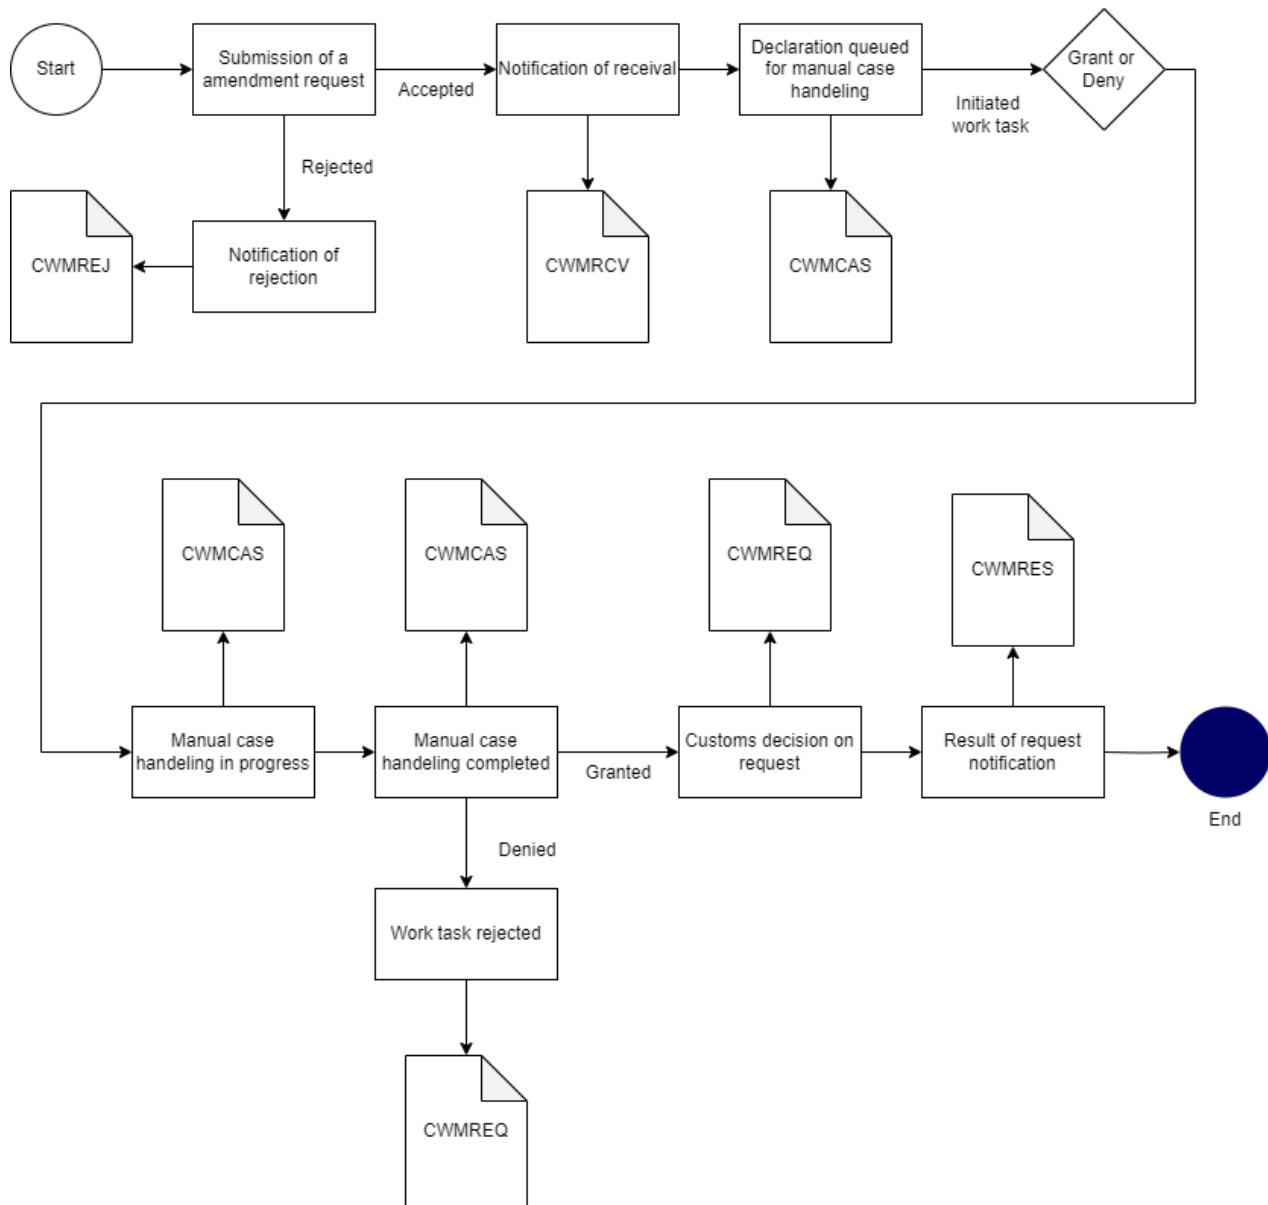 Start
Submission of a
amendment request
Accepted
Notification of receival
Declaration queued
for manual case
handeling
Initiated
work task
Grant or
Deny
Rejected
CWMREJ
Notification of
rejection
CWMRCV
CWMCAS
CWMCAS
CWMCAS
CWMREQ
CWMRES
Manual case
handeling in progress
Manual case
handeling completed
Granted
Customs decision on
request
Result of request
notification
End
Denied
Work task rejected
CWMREQ